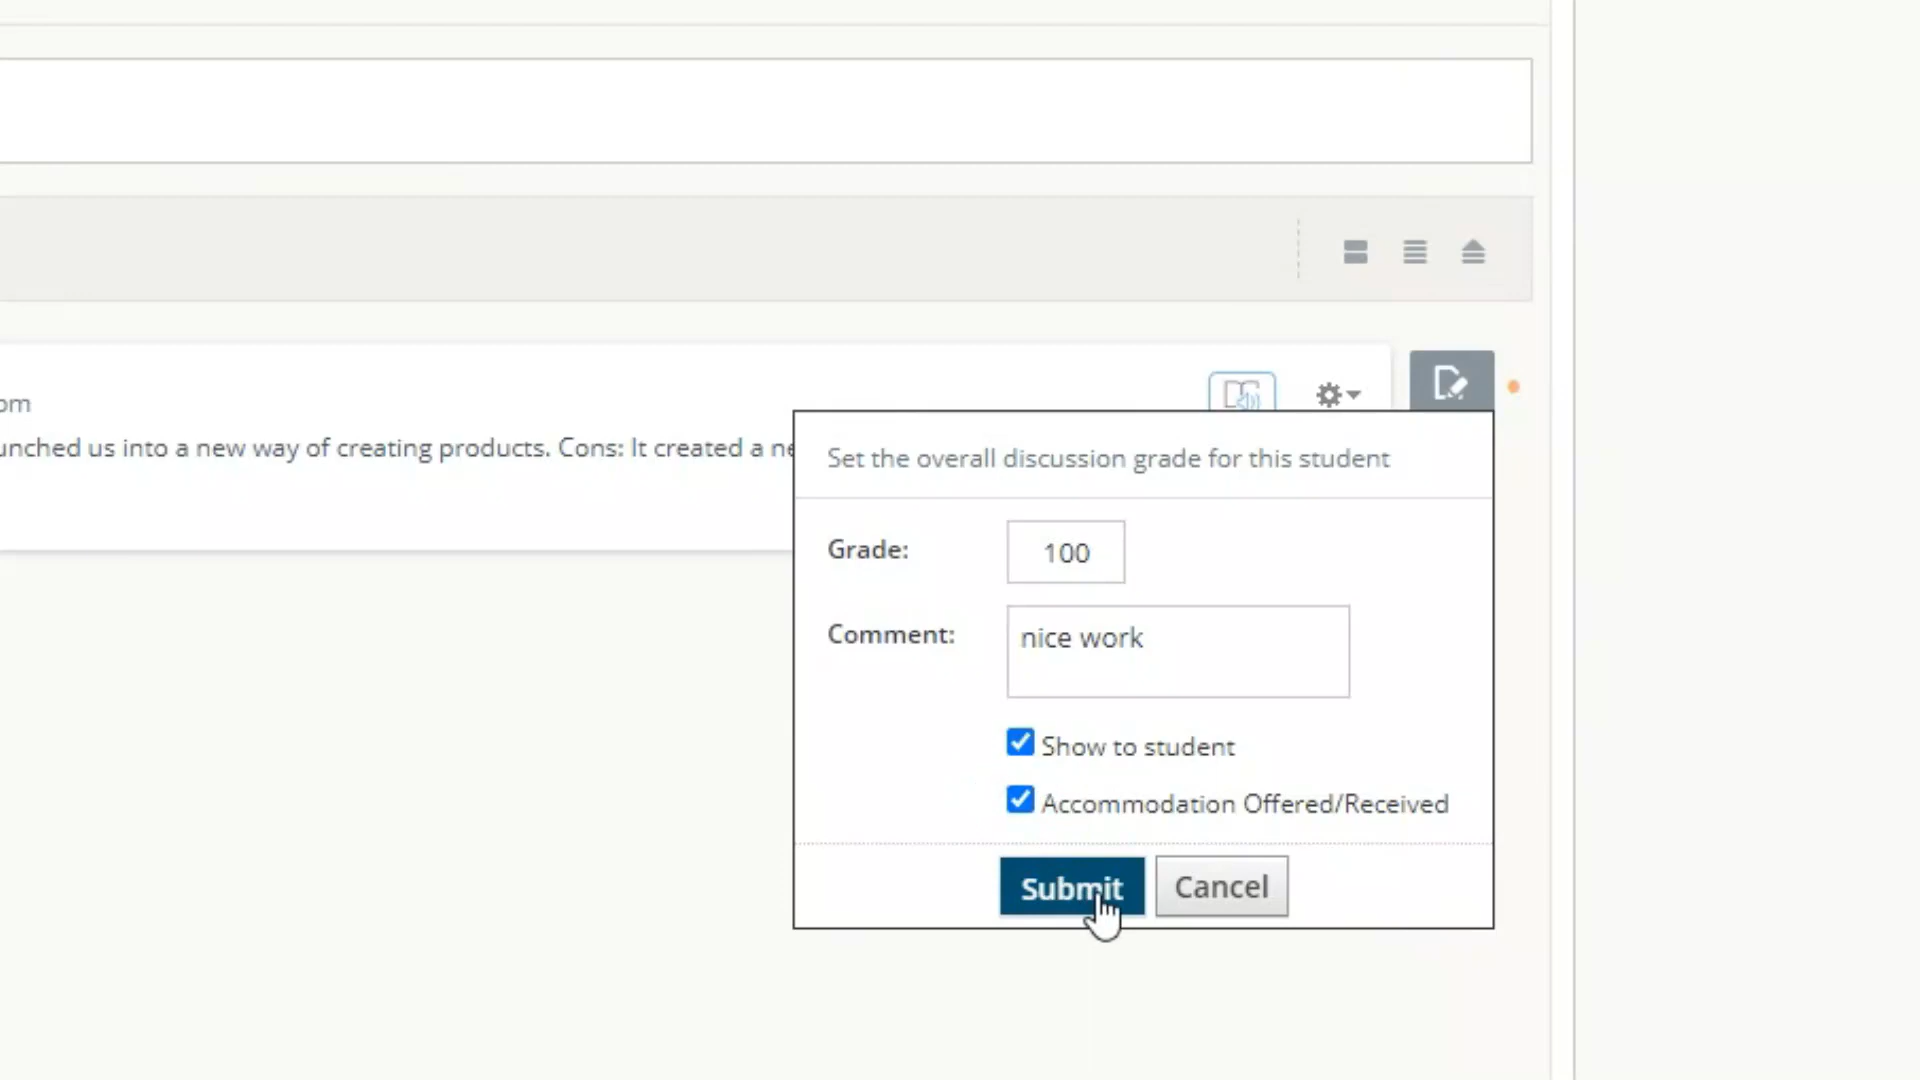 om
unched us into a new way of creating products. Cons: It created a ne
Set the overall discussion grade for this student
Grade:
100
Comment:
nice work
Show to student
Accommodation Offered/Received
Submit
Cancel